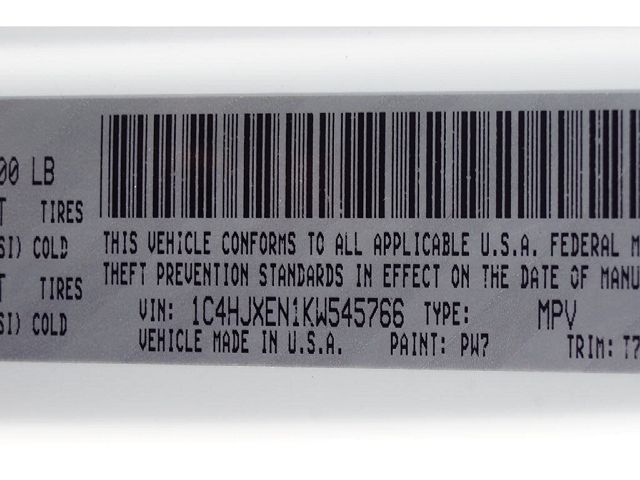 00 LB
T TIRES
SI) COLD
T TIRES
SI) COLD
THIS VEHICLE CONFORMS TO ALL APPLICABLE U.S.A. FEDERAL M
THEFT PREVENTION STANDARDS IN EFFECT ON THE DATE OF MANU
VIN: 1C4HJXEN1KW545766 TYPE: MPV
VEHICLE MADE IN U.S.A. PAINT: PW7 TRIM: T7